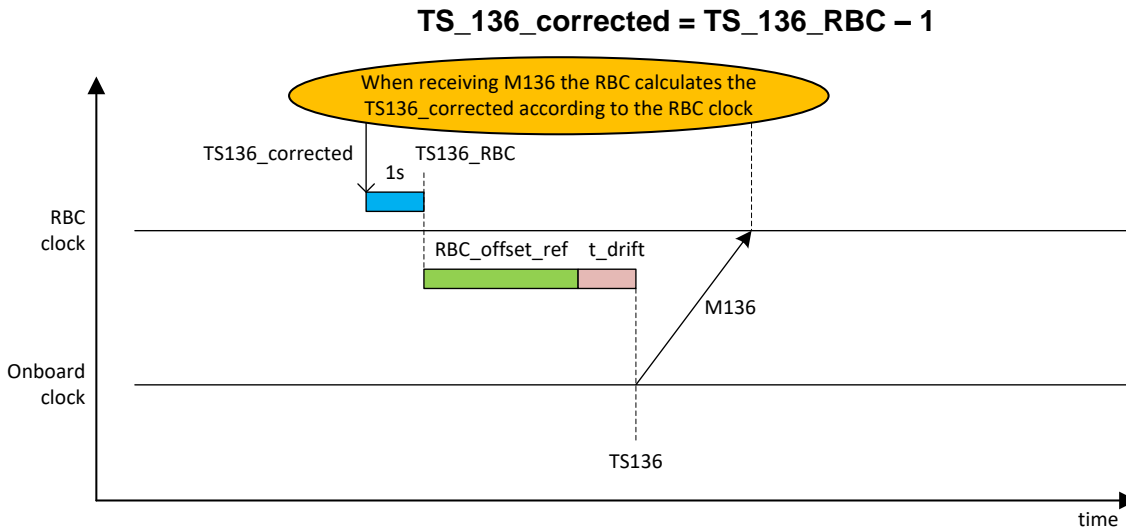 TS_136_corrected = TS_136_RBC – 1
When receiving M136 the RBC calculates the
TS136_corrected according to the RBC clock
TS136_corrected
TS136_RBC
1s
RBC
clock
RBC_offset_ref
t_drift
M136
Onboard
clock
TS136
time